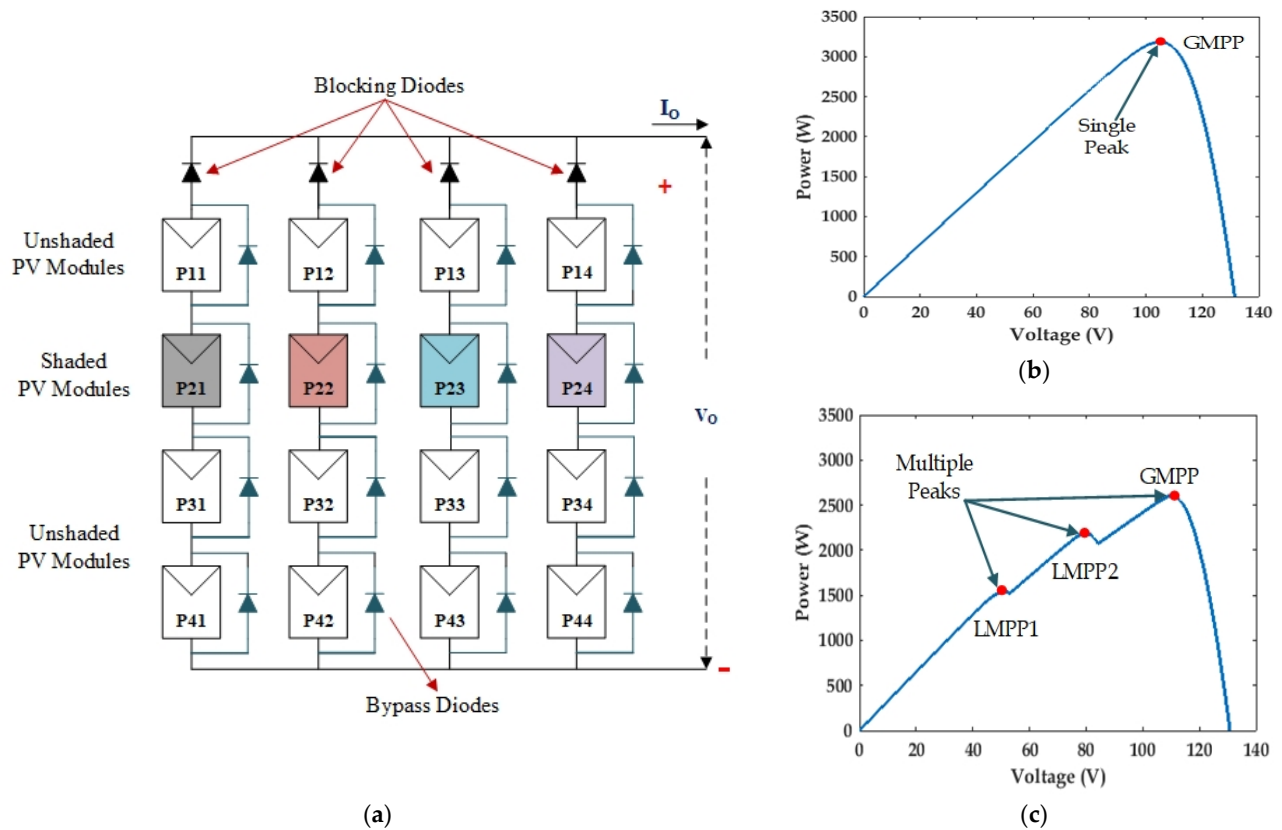 Blocking Diodes
I_O
+
Unshaded
PV Modules
P11
P12
P13
P14
Shaded
PV Modules
P21
P22
P23
P24
V_O
P31
P32
P33
P34
Unshaded
PV Modules
P41
P42
P43
P44
-
Bypass Diodes
(a)
3500
3000
2500
2000
1500
1000
500
0
Power (W)
GMPP
Single
Peak
0 20 40 60 80 100 120 140
Voltage (V)
(b)
3500
3000
2500
2000
1500
1000
500
0
Power (W)
Multiple
Peaks
GMPP
LMPP2
LMPP1
0 20 40 60 80 100 120 140
Voltage (V)
(c)